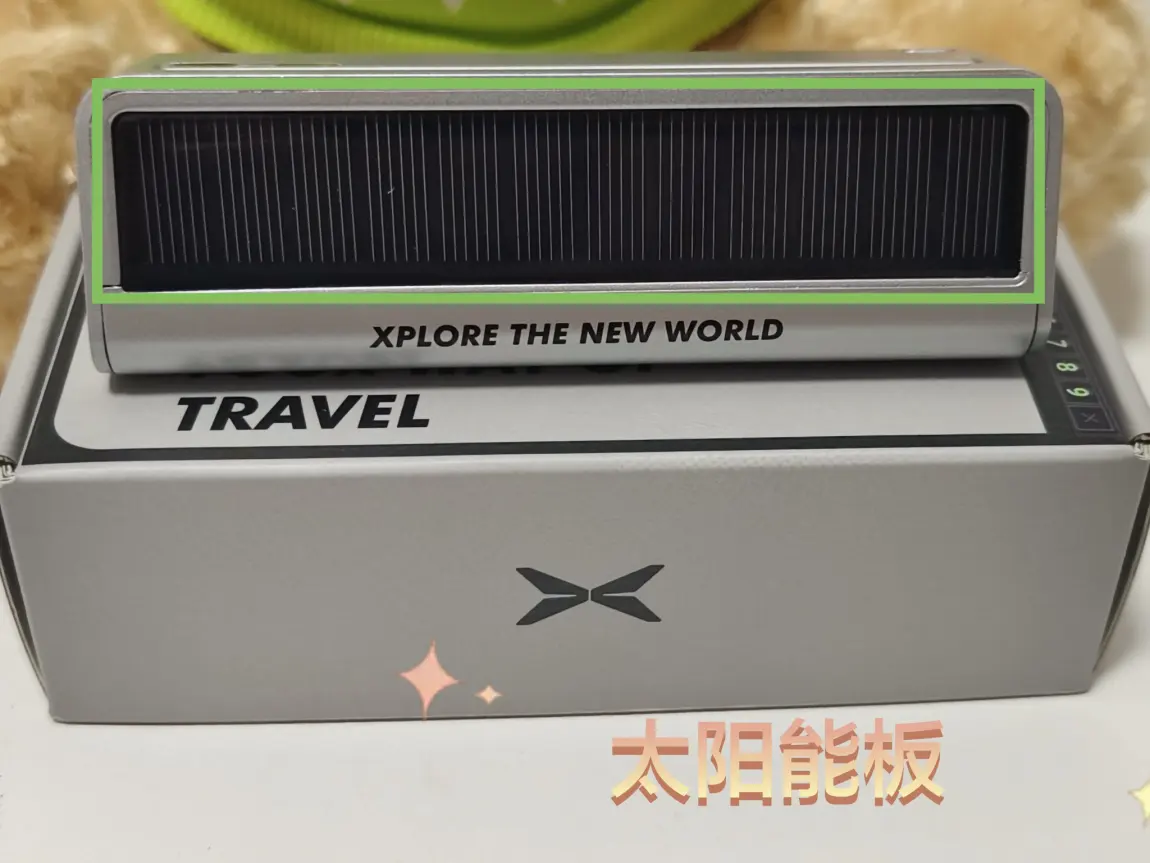 XPLORE THE NEW WORLD
TRAVEL
7
8
9
太阳能板